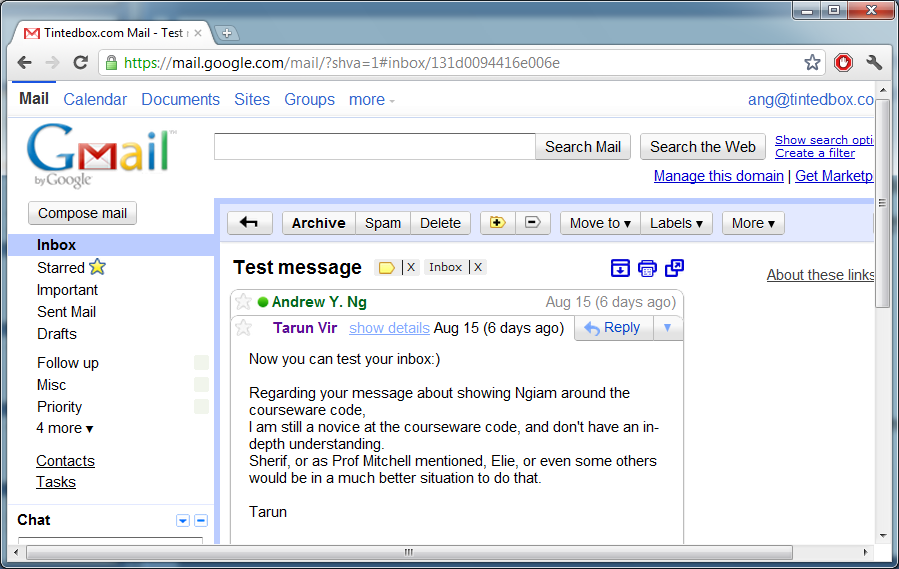 Tintedbox.com Mail - Test r
https://mail.google.com/mail/?shva=1#inbox/131d0094416e006e
Mail Calendar Documents Sites Groups more ang@tintedbox.co
Gmail™
by Google
Search Mail Search the Web Show search opti
Create a filter
Manage this domain | Get Marketp
Compose mail
Inbox
Starred
Important
Sent Mail
Drafts
Follow up
Misc
Priority
4 more
Contacts
Tasks
Chat
Archive Spam Delete Move to Labels More
Test message X Inbox X
About these links
Andrew Y. Ng Aug 15 (6 days ago)
Tarun Vir show details Aug 15 (6 days ago) Reply
Now you can test your inbox:)
Regarding your message about showing Ngiam around the
courseware code,
I am still a novice at the courseware code, and don't have an in-
depth understanding.
Sherif, or as Prof Mitchell mentioned, Elie, or even some others
would be in a much better situation to do that.
Tarun